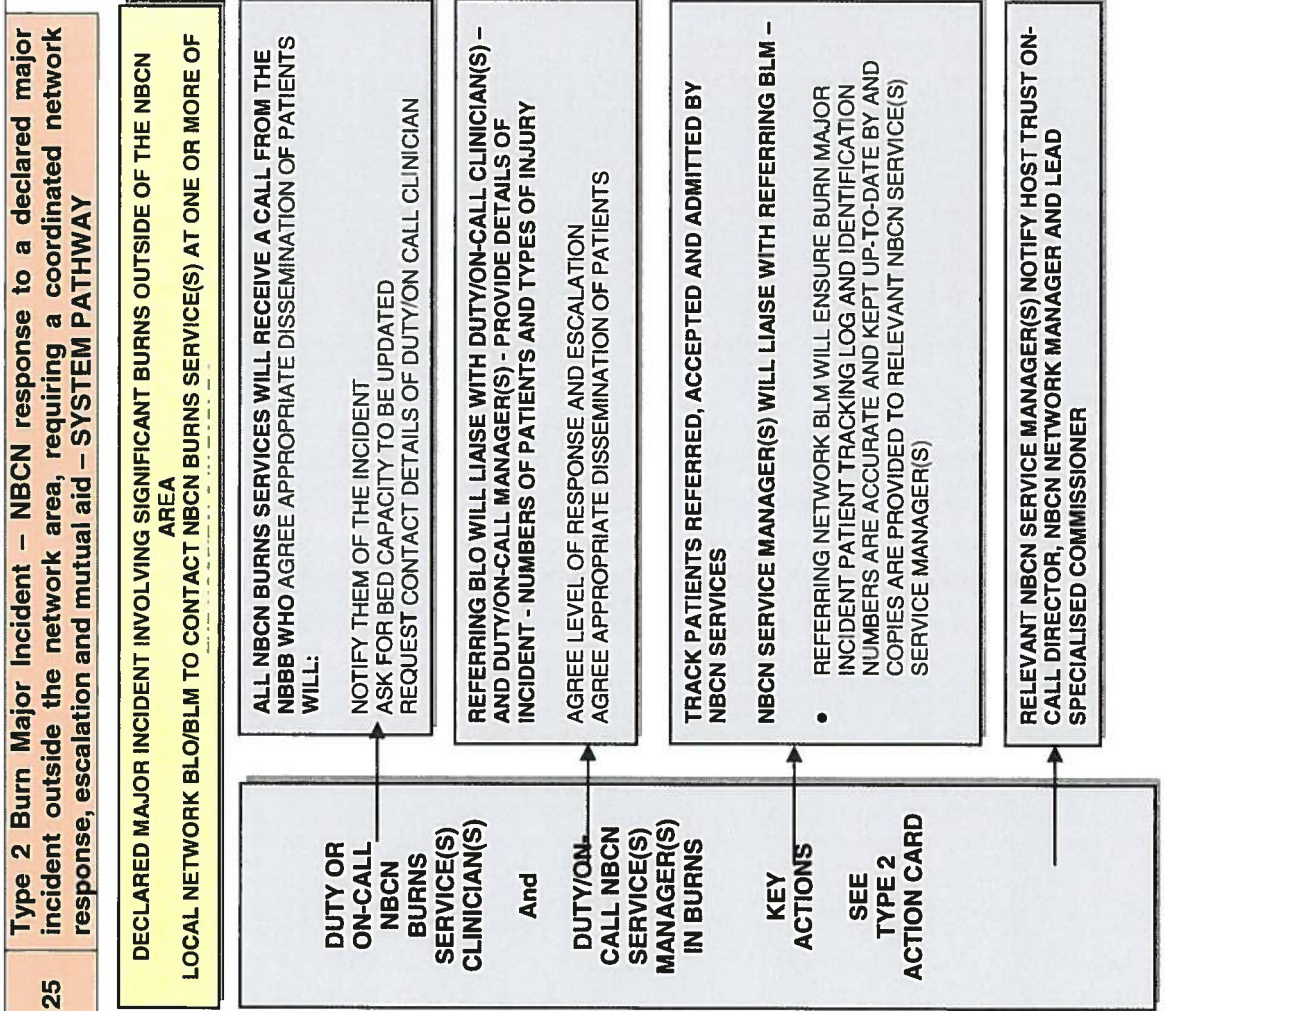 25
Type 2 Burn Major Incident – NBCN response to a declared major
incident outside the network area, requiring a coordinated network
response, escalation and mutual aid – SYSTEM PATHWAY
DECLARED MAJOR INCIDENT INVOLVING SIGNIFICANT BURNS OUTSIDE OF THE NBCN
AREA
LOCAL NETWORK BLO/BLM TO CONTACT NBCN BURNS SERVICE(S) AT ONE OR MORE OF
DUTY OR
ON-CALL
NBCN
BURNS
SERVICE(S)
CLINICIAN(S)
And
DUTY/ON-
CALL NBCN
SERVICE(S)
MANAGER(S)
IN BURNS
KEY
ACTIONS
SEE
TYPE 2
ACTION CARD
ALL NBCN BURNS SERVICES WILL RECEIVE A CALL FROM THE
NBBB WHO AGREE APPROPRIATE DISSEMINATION OF PATIENTS
WILL:
NOTIFY THEM OF THE INCIDENT
ASK FOR BED CAPACITY TO BE UPDATED
REQUEST CONTACT DETAILS OF DUTY/ON CALL CLINICIAN
REFERRING BLO WILL LIAISE WITH DUTY/ON-CALL CLINICIAN(S) –
AND DUTY/ON-CALL MANAGER(S) - PROVIDE DETAILS OF
INCIDENT - NUMBERS OF PATIENTS AND TYPES OF INJURY
AGREE LEVEL OF RESPONSE AND ESCALATION
AGREE APPROPRIATE DISSEMINATION OF PATIENTS
TRACK PATIENTS REFERRED, ACCEPTED AND ADMITTED BY
NBCN SERVICES
NBCN SERVICE MANAGER(S) WILL LIAISE WITH REFERRING BLM –
• REFERRING NETWORK BLM WILL ENSURE BURN MAJOR
INCIDENT PATIENT TRACKING LOG AND IDENTIFICATION
NUMBERS ARE ACCURATE AND KEPT UP-TO-DATE BY AND
COPIES ARE PROVIDED TO RELEVANT NBCN SERVICE(S)
SERVICE MANAGER(S)
RELEVANT NBCN SERVICE MANAGER(S) NOTIFY HOST TRUST ON-
CALL DIRECTOR, NBCN NETWORK MANAGER AND LEAD
SPECIALISED COMMISSIONER